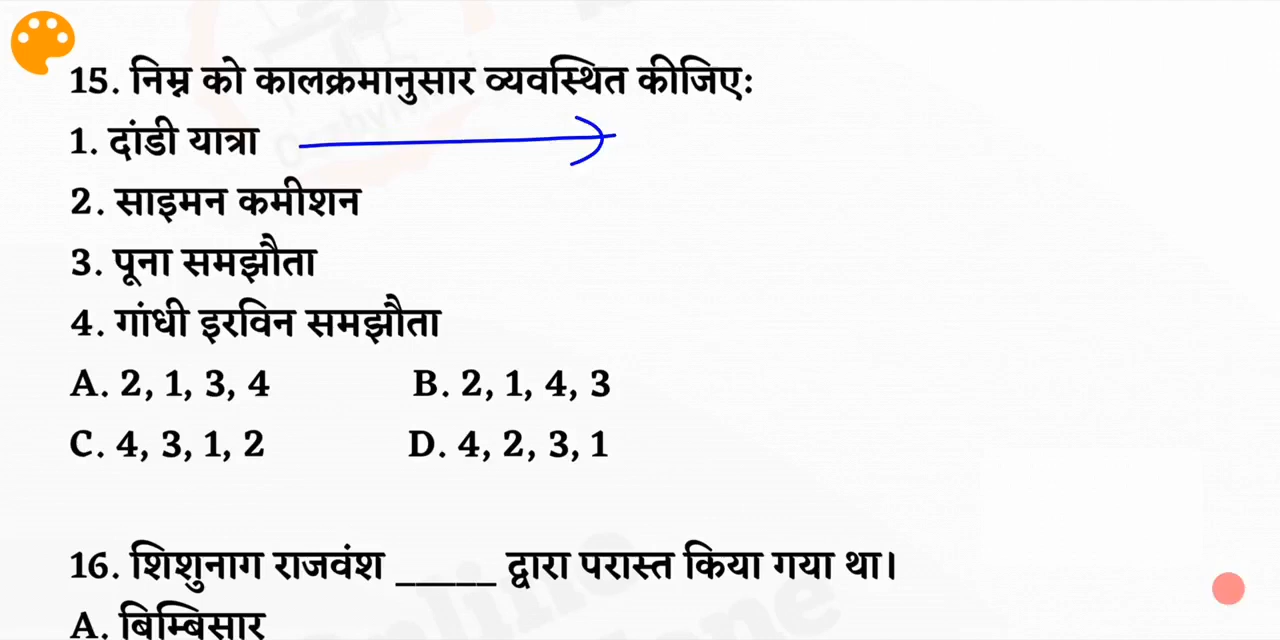 15. निम्न को कालक्रमानुसार व्यवस्थित कीजिए:
1. दांडी यात्रा
2. साइमन कमीशन
3. पूना समझौता
4. गांधी इरविन समझौता
A. 2, 1, 3, 4 B. 2, 1, 4, 3
C. 4, 3, 1, 2 D. 4, 2, 3, 1
16. शिशुनाग राजवंश _____ द्वारा परास्त किया गया था।
A. बिम्बिसार